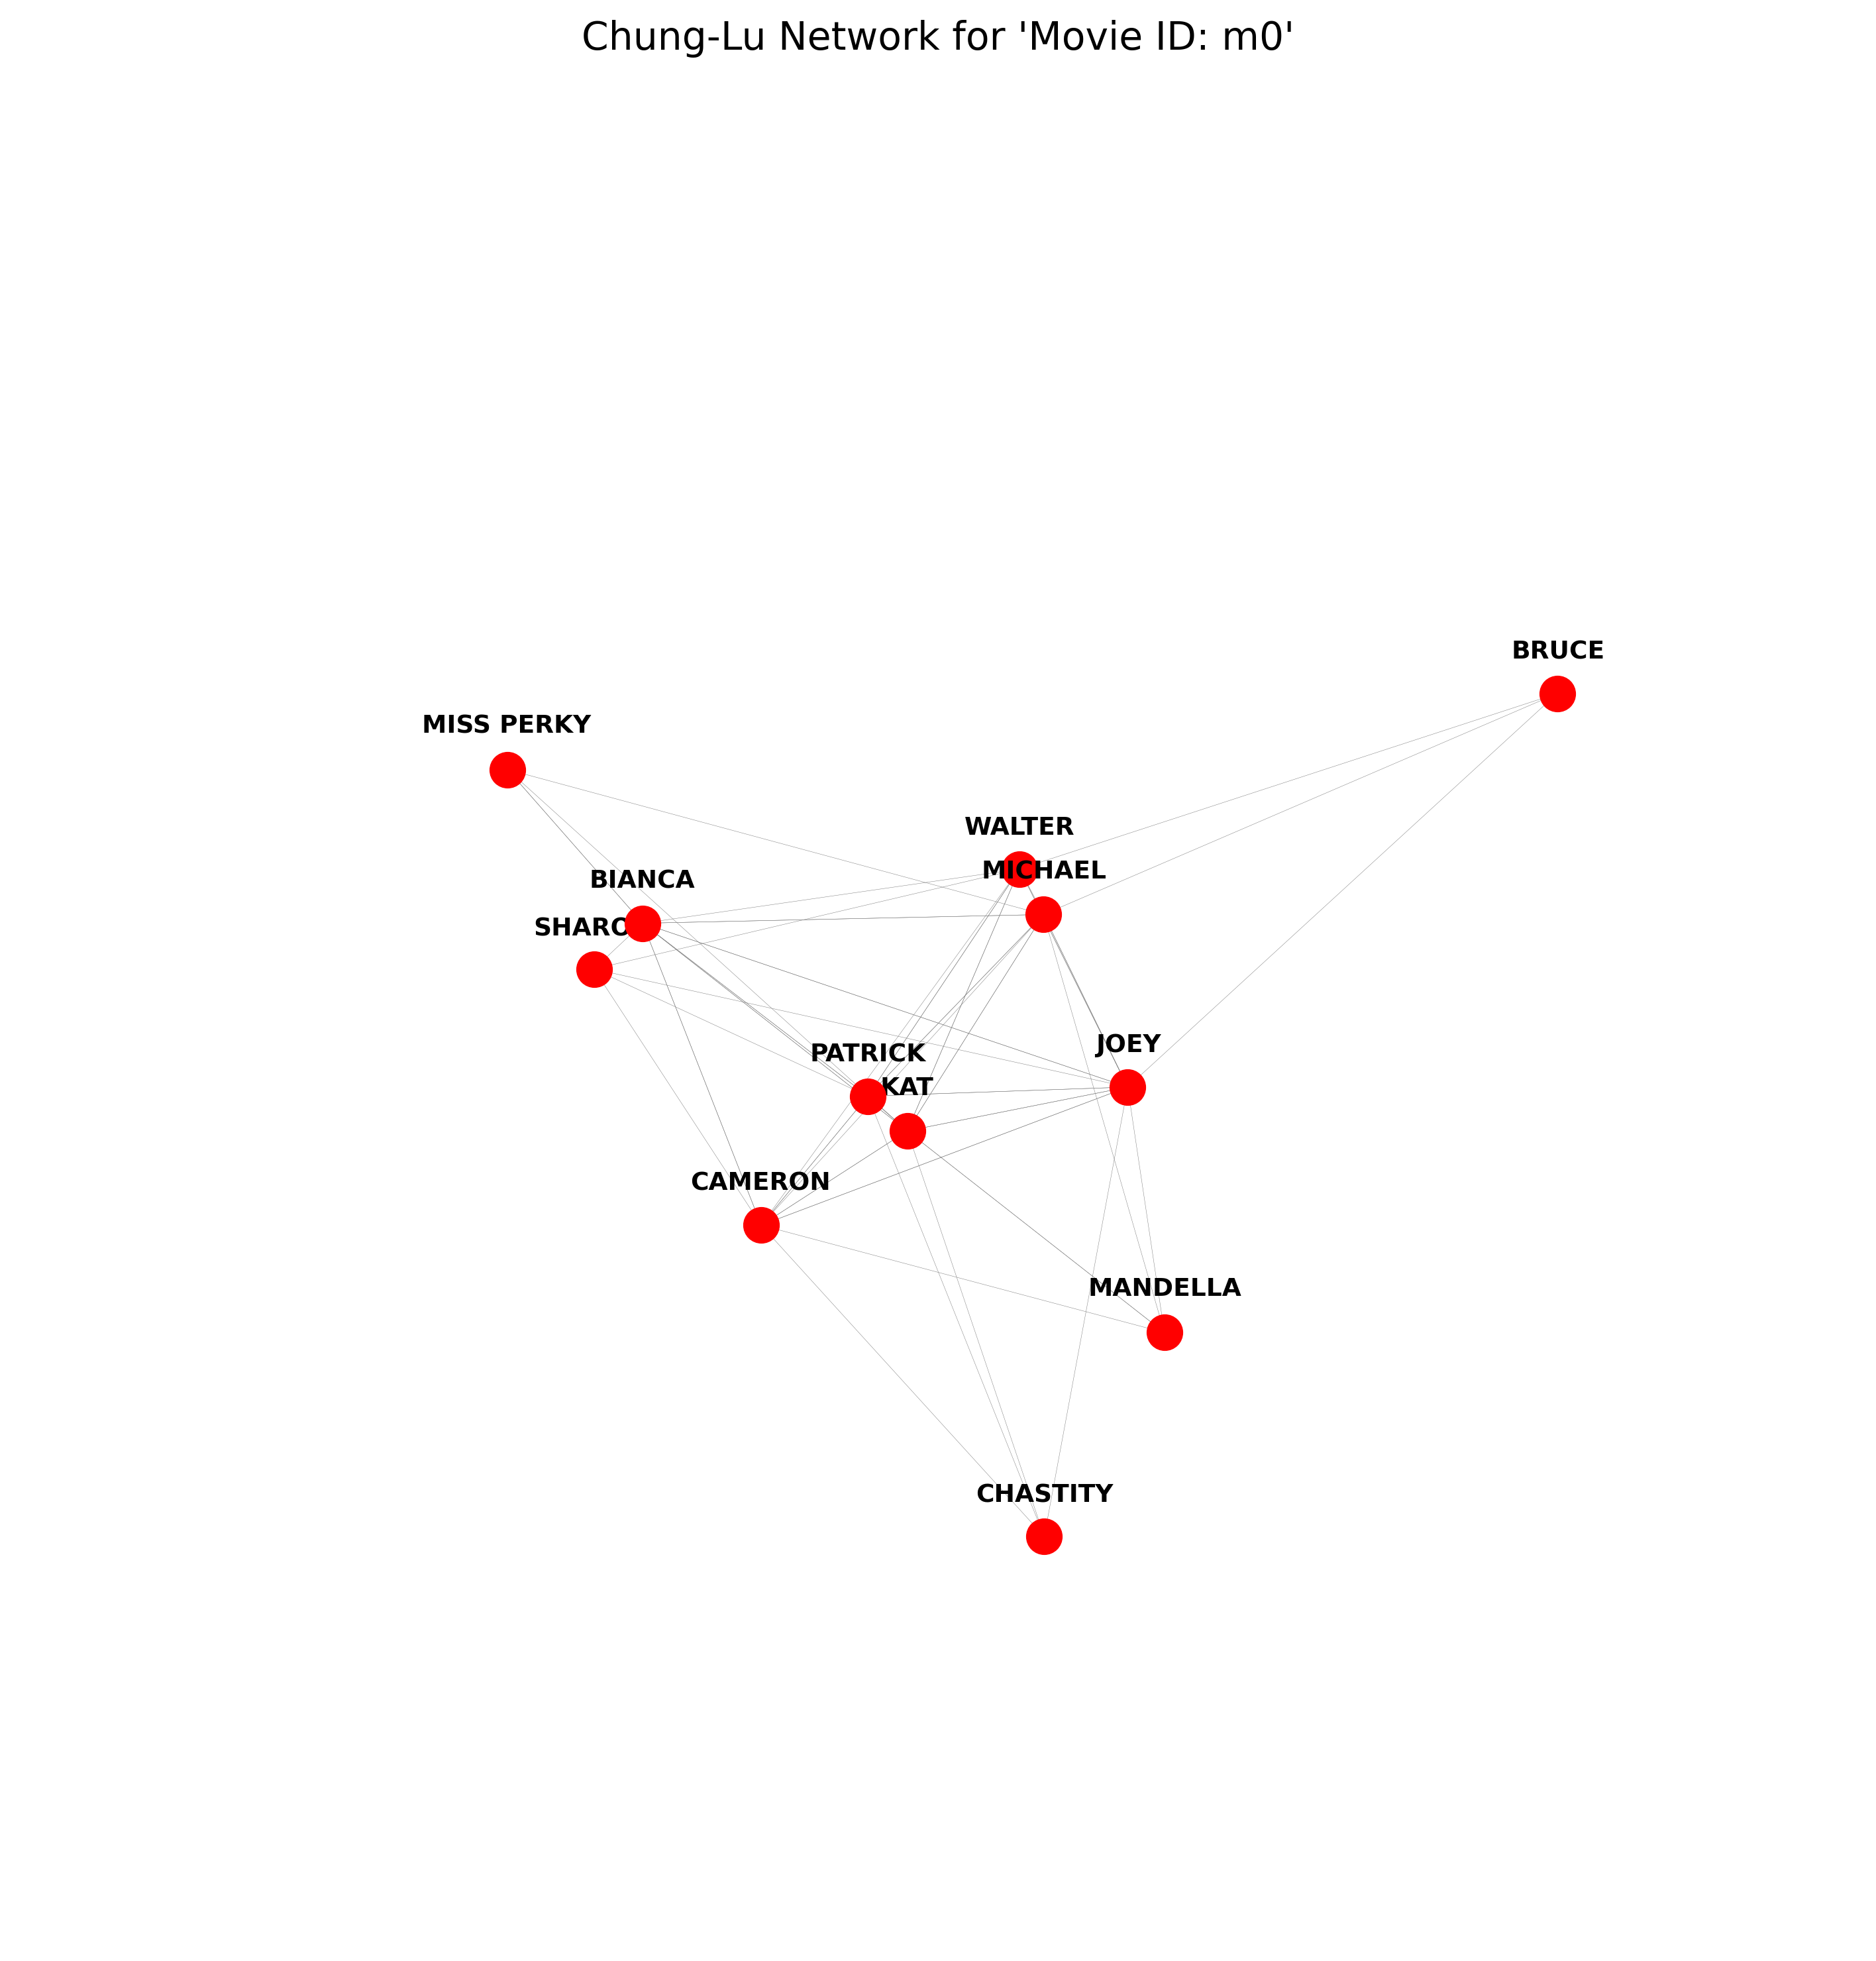 Chung-Lu Network for 'Movie ID: m0'
BRUCE
MISS PERKY
WALTER
MICHAEL
BIANCA
SHARO
JOEY
PATRICK
KAT
CAMERON
MANDELLA
CHASTITY